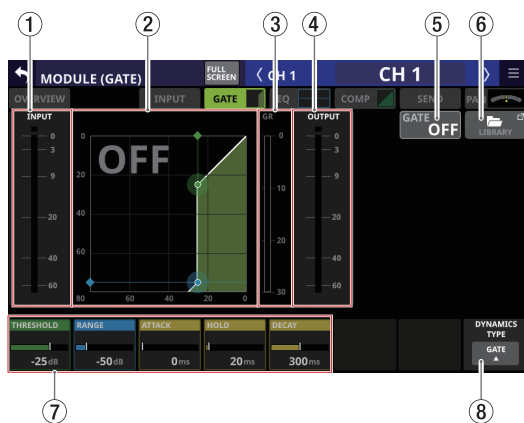 1 2 3 4 5 6
MODULE (GATE) FULL SCREEN CH 1 CH 1
OVERVIEW INPUT GATE EQ COMP SEND PAN
INPUT GR OUTPUT GATE OFF LIBRARY
OFF
0 0 0 0
3 3
9 20 10 9
20 40 20
20
40 60 40
60 80 60 40 20 0 30 60
THRESHOLD RANGE ATTACK HOLD DECAY DYNAMICS TYPE
-25dB -50dB 0ms 20ms 300ms GATE
7 8